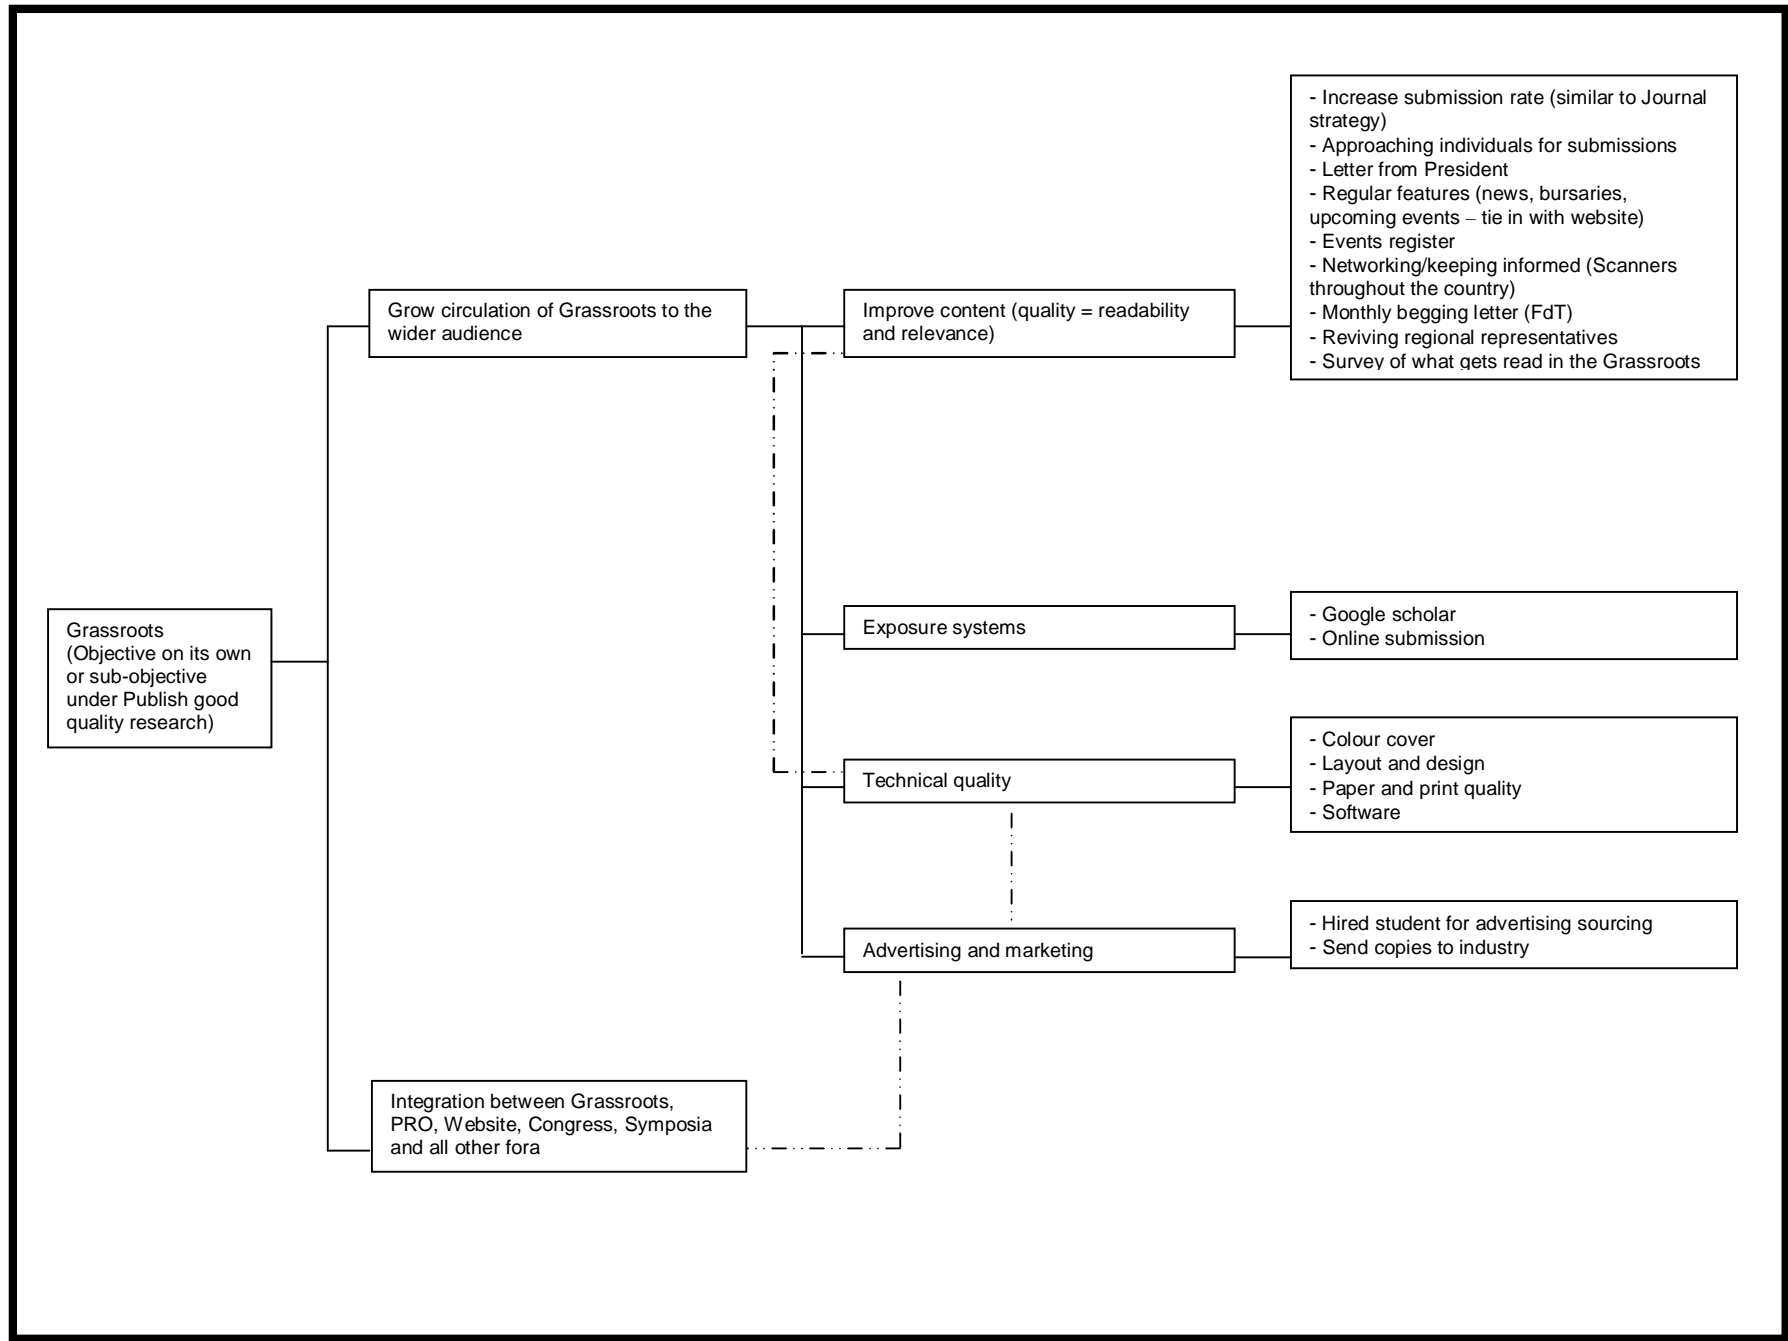 Grassroots
(Objective on its own
or sub-objective
under Publish good
quality research)
Grow circulation of Grassroots to the
wider audience
Integration between Grassroots,
PRO, Website, Congress, Symposia
and all other fora
Improve content (quality = readability
and relevance)
Exposure systems
Technical quality
Advertising and marketing
- Increase submission rate (similar to Journal
strategy)
- Approaching individuals for submissions
- Letter from President
- Regular features (news, bursaries,
upcoming events – tie in with website)
- Events register
- Networking/keeping informed (Scanners
throughout the country)
- Monthly begging letter (FdT)
- Reviving regional representatives
- Survey of what gets read in the Grassroots
- Google scholar
- Online submission
- Colour cover
- Layout and design
- Paper and print quality
- Software
- Hired student for advertising sourcing
- Send copies to industry